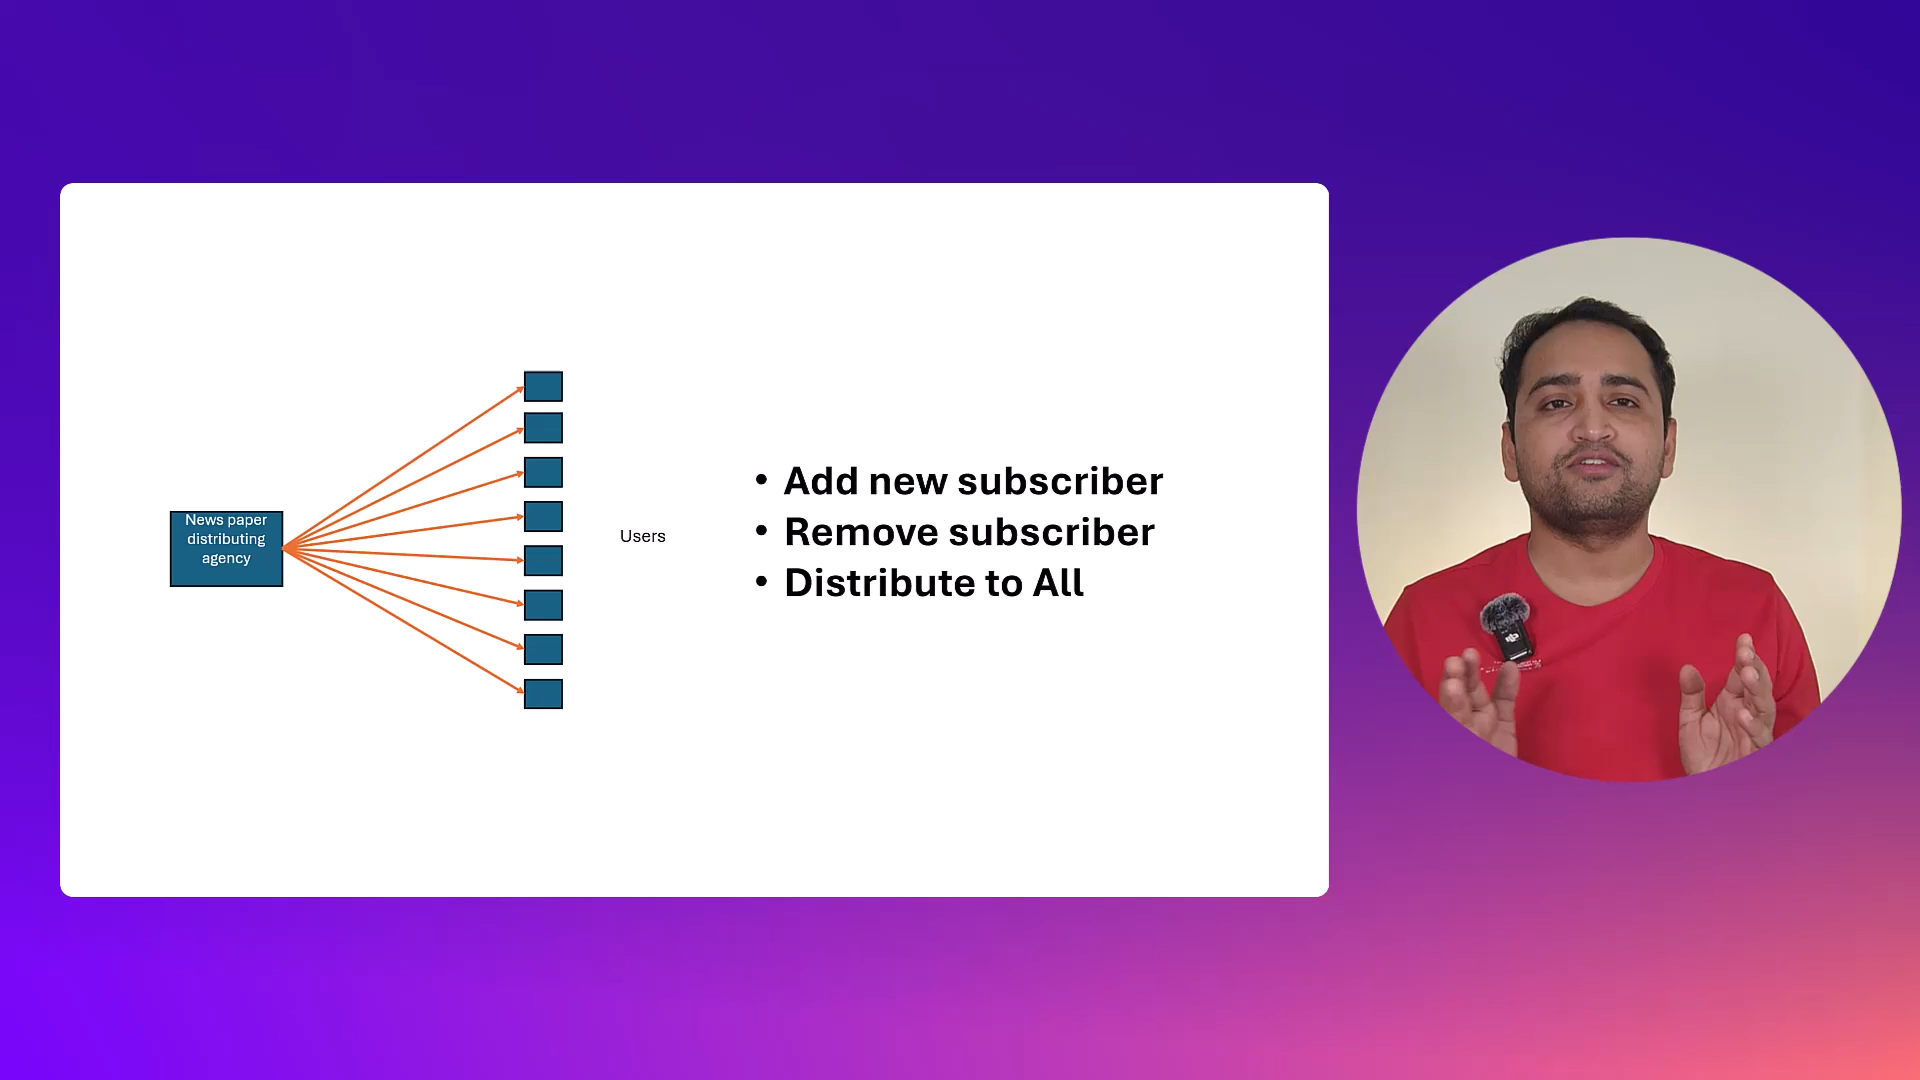 News paper
distributing
agency
Users
• Add new subscriber
• Remove subscriber
• Distribute to All